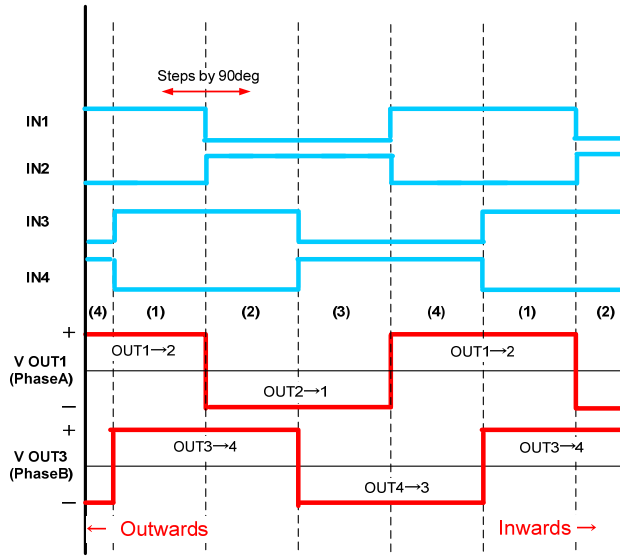 Steps by 90deg
IN1
IN2
IN3
IN4
(4) (1) (2) (3) (4) (1) (2)
+
V OUT1
(PhaseA)
−
OUT1→2
OUT2→1
OUT1→2
+
V OUT3
(PhaseB)
−
OUT3→4
OUT4→3
OUT3→4
← Outwards
Inwards →